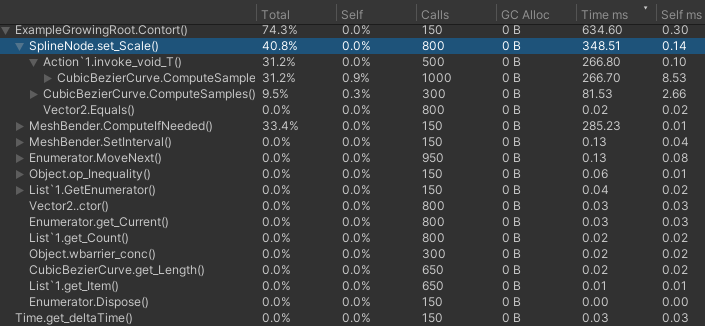 Total Self Calls GC Alloc Time ms Self ms
ExampleGrowingRoot.Contort() 74.3% 0.0% 150 0 B 634.60 0.30
SplineNode.set_Scale() 40.8% 0.0% 800 0 B 348.51 0.14
Action`1.invoke_void_T() 31.2% 0.0% 500 0 B 266.80 0.10
CubicBezierCurve.ComputeSample 31.2% 0.9% 1000 0 B 266.70 8.53
CubicBezierCurve.ComputeSamples() 9.5% 0.3% 300 0 B 81.53 2.66
Vector2.Equals() 0.0% 0.0% 800 0 B 0.02 0.02
MeshBender.ComputeIfNeeded() 33.4% 0.0% 150 0 B 285.23 0.01
MeshBender.SetInterval() 0.0% 0.0% 150 0 B 0.13 0.04
Enumerator.MoveNext() 0.0% 0.0% 950 0 B 0.13 0.08
Object.op_Inequality() 0.0% 0.0% 150 0 B 0.06 0.01
List`1.GetEnumerator() 0.0% 0.0% 150 0 B 0.04 0.02
Vector2..ctor() 0.0% 0.0% 800 0 B 0.03 0.03
Enumerator.get_Current() 0.0% 0.0% 800 0 B 0.03 0.03
List`1.get_Count() 0.0% 0.0% 800 0 B 0.02 0.02
Object.wbarrier_conc() 0.0% 0.0% 300 0 B 0.02 0.02
CubicBezierCurve.get_Length() 0.0% 0.0% 650 0 B 0.02 0.02
List`1.get_Item() 0.0% 0.0% 650 0 B 0.01 0.01
Enumerator.Dispose() 0.0% 0.0% 150 0 B 0.00 0.00
Time.get_deltaTime() 0.0% 0.0% 150 0 B 0.03 0.03